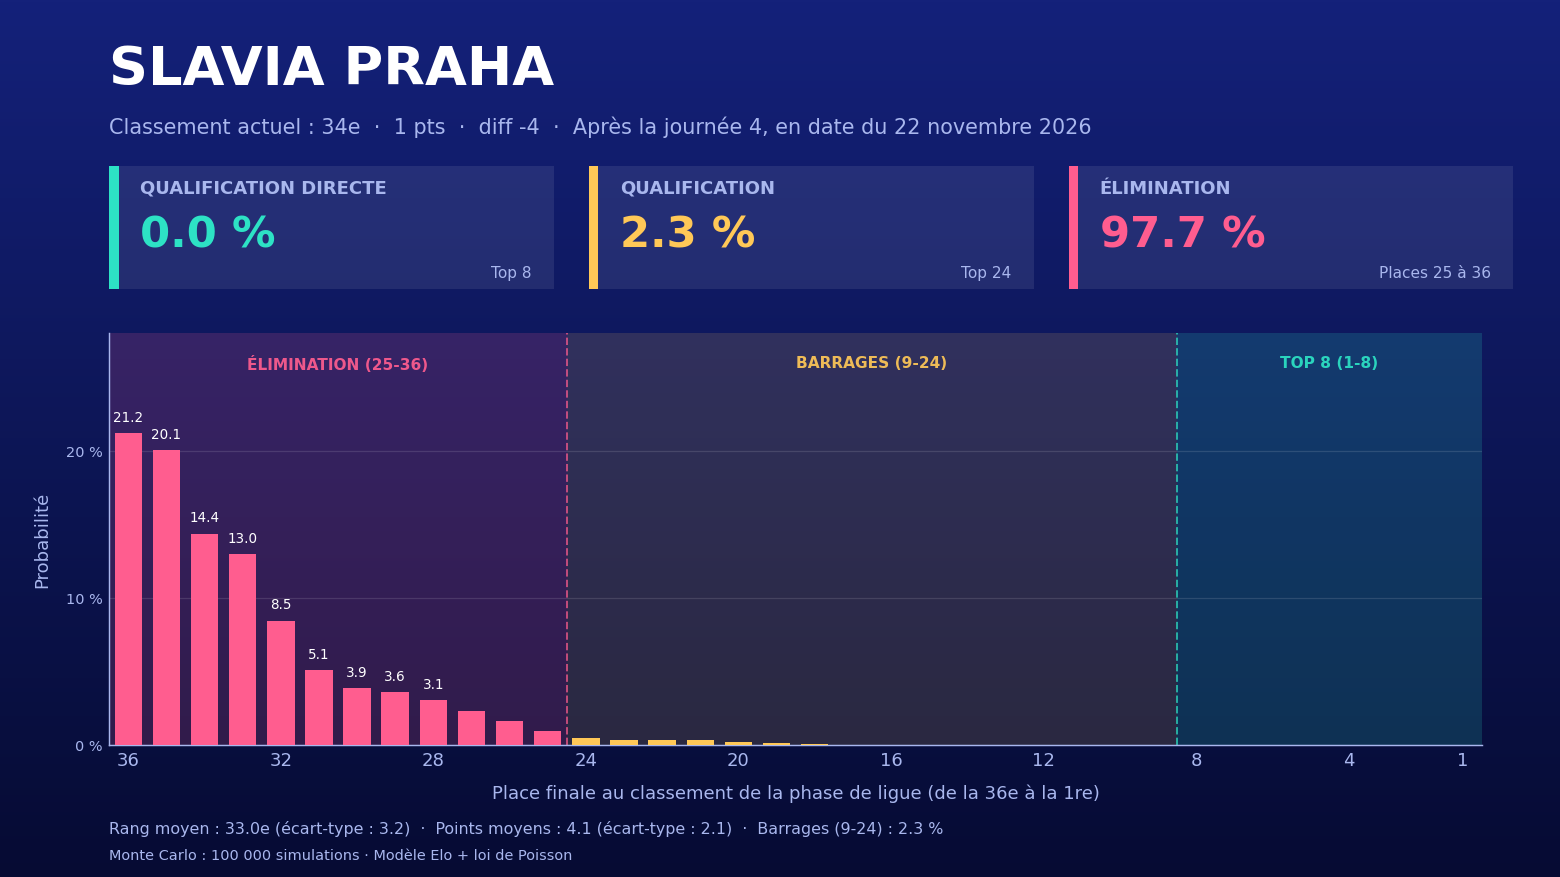 SLAVIA PRAHA
Classement actuel : 34e · 1 pts · diff -4 · Après la journée 4, en date du 22 novembre 2026
QUALIFICATION DIRECTE
0.0 %
Top 8
QUALIFICATION
2.3 %
Top 24
ÉLIMINATION
97.7 %
Places 25 à 36
ÉLIMINATION (25-36)
BARRAGES (9-24)
TOP 8 (1-8)
Probabilité
20 %
10 %
0 %
21.2
20.1
14.4
13.0
8.5
5.1
3.9
3.6
3.1
36 32 28 24 20 16 12 8 4 1
Place finale au classement de la phase de ligue (de la 36e à la 1re)
Rang moyen : 33.0e (écart-type : 3.2) · Points moyens : 4.1 (écart-type : 2.1) · Barrages (9-24) : 2.3 %
Monte Carlo : 100 000 simulations · Modèle Elo + loi de Poisson